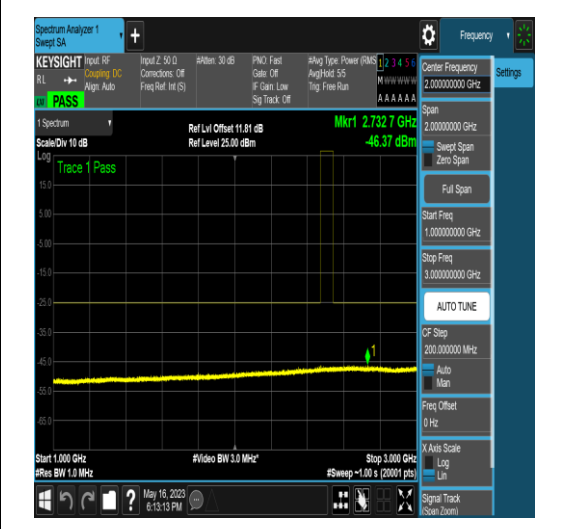 Spectrum Analyzer 1
Swept SA
Frequency
KEYSIGHT
RL
PASS
Input: RF
Coupling: DC
Align: Auto
Input Z: 50 Ω
Corrections: Off
Freq Ref: Int (S)
#Atten: 30 dB
PNO: Fast
Gate: Off
IF Gain: Low
Sig Track: Off
#Avg Type: Power (RMS
Avg|Hold: 5/5
Trig: Free Run
1 2 3 4 5 6
M W W W W W
A A A A A A
1 Spectrum
Scale/Div 10 dB
Ref Lvl Offset 11.81 dB
Ref Level 25.00 dBm
Mkr1 2.732 7 GHz
-46.37 dBm
Log
Trace 1 Pass
15.0
5.00
-5.00
-15.0
-25.0
-35.0
-45.0
-55.0
-65.0
1
Start 1.000 GHz
#Res BW 1.0 MHz
#Video BW 3.0 MHz*
Stop 3.000 GHz
#Sweep ~1.00 s (20001 pts)
?
May 16, 2023
6:13:13 PM
Center Frequency
2.000000000 GHz
Settings
Span
2.00000000 GHz
Swept Span
Zero Span
Full Span
Start Freq
1.000000000 GHz
Stop Freq
3.000000000 GHz
AUTO TUNE
CF Step
200.000000 MHz
Auto
Man
Freq Offset
0 Hz
X Axis Scale
Log
Lin
Signal Track
(Span Zoom)